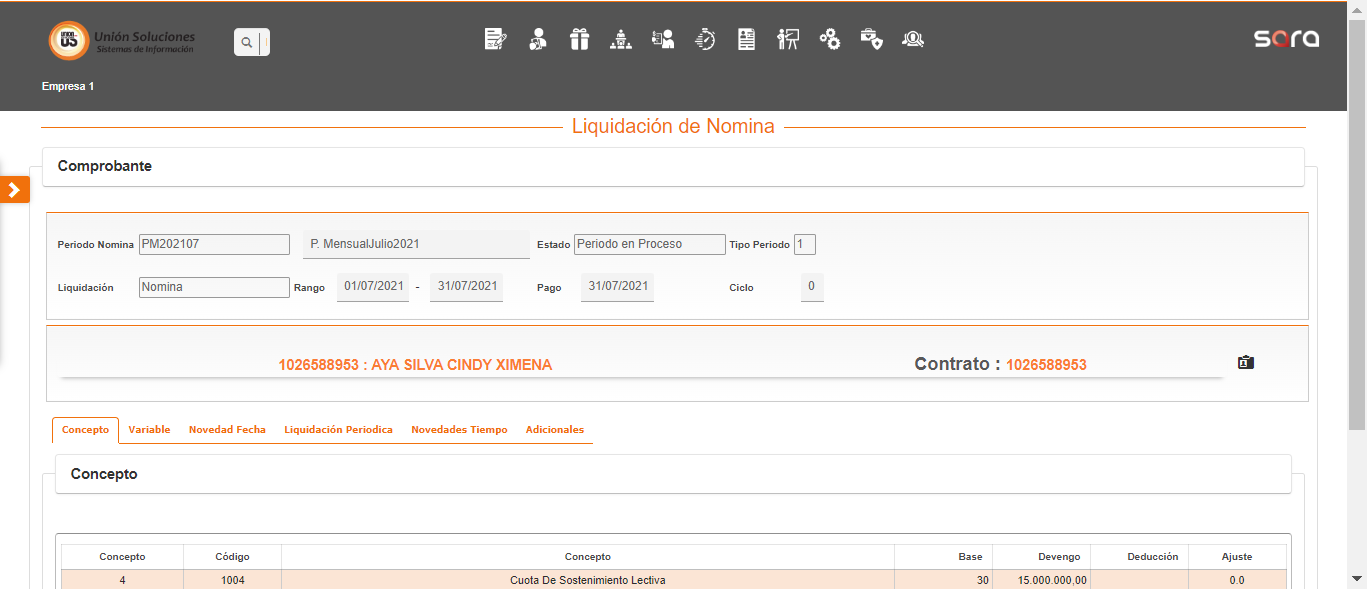 UNION
US
Unión Soluciones
Sistemas de Información
sara
Empresa 1
Liquidación de Nomina
Comprobante
Periodo Nomina PM202107 P. MensualJulio2021 Estado Periodo en Proceso Tipo Periodo 1
Liquidación Nomina Rango 01/07/2021 - 31/07/2021 Pago 31/07/2021 Ciclo 0
1026588953 : AYA SILVA CINDY XIMENA Contrato : 1026588953
Concepto Variable Novedad Fecha Liquidación Periodica Novedades Tiempo Adicionales
Concepto
Concepto Código Concepto Base Devengo Deducción Ajuste
4 1004 Cuota De Sostenimiento Lectiva 30 15.000.000,00 0.0